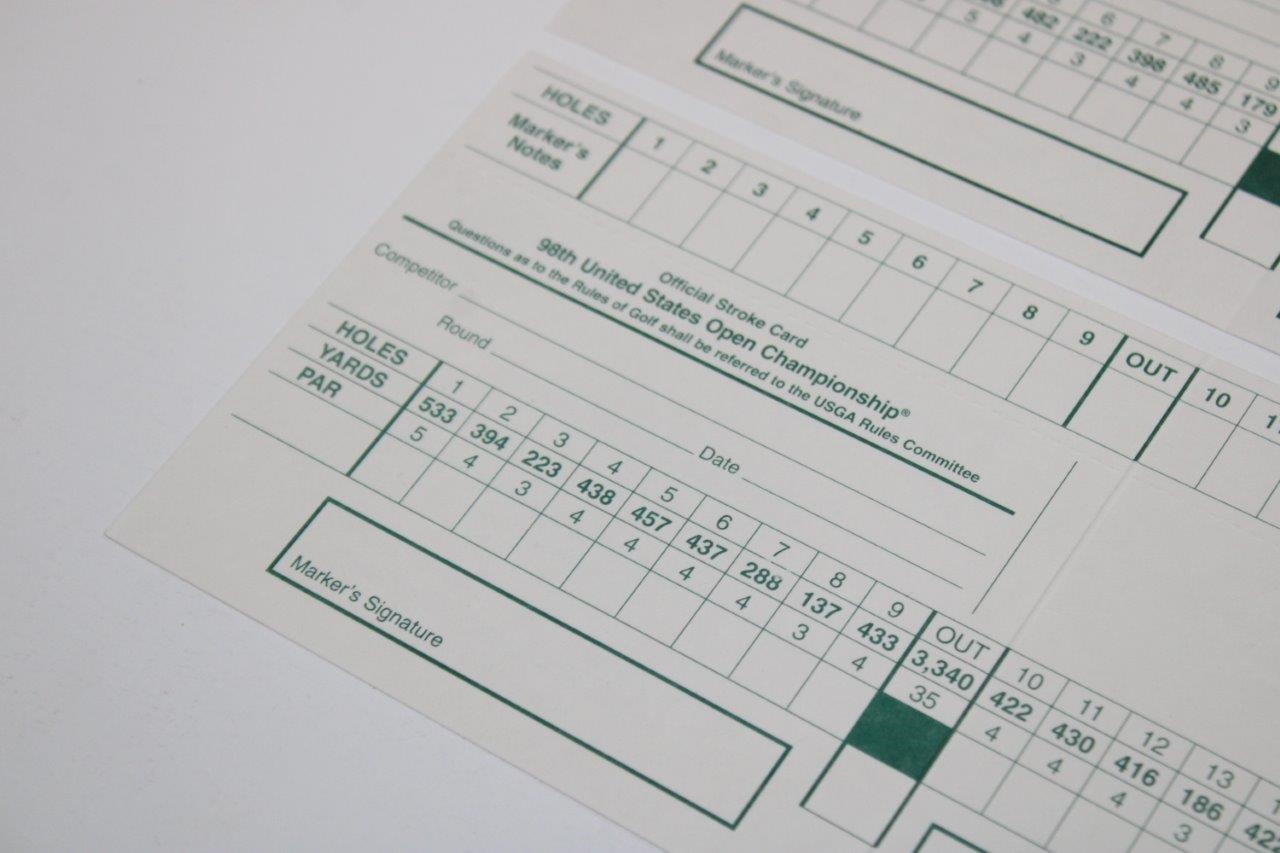 482 222 398 485 179
5 6 7 8 9
5 4 3 4 4 3
Marker's Signature
HOLES 1 2 3 4 5 6 7 8 9 OUT 10
Marker's
Notes
Official Stroke Card
98th United States Open Championship®
Questions as to the Rules of Golf shall be referred to the USGA Rules Committee
Competitor
Round Date
HOLES 1 2 3 4 5 6 7 8 9 OUT 10 11 12 13
YARDS 533 394 223 438 457 437 288 137 433 3,340 422 430 416 186
PAR 5 4 3 4 4 4 4 3 4 35 4 4 4 3
Marker's Signature